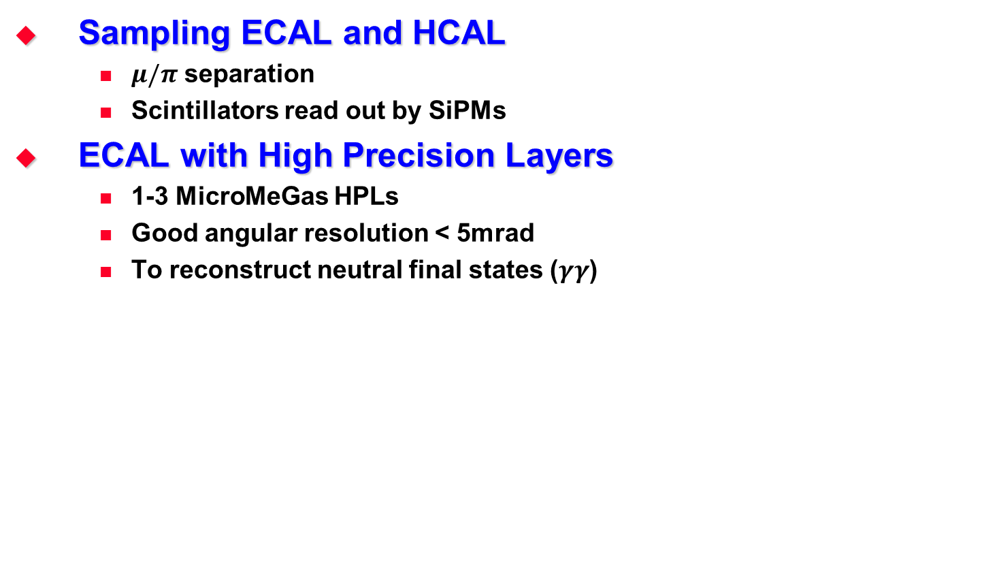 Sampling ECAL and HCAL
μ/π separation
Scintillators read out by SiPMs
ECAL with High Precision Layers
1-3 MicroMeGas HPLs
Good angular resolution < 5mrad
To reconstruct neutral final states (γγ)